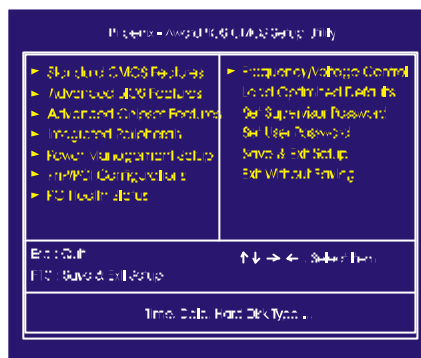 Phoenix - AwardBIOS CMOS Setup Utility
► Standard CMOS Features
► Advanced BIOS Features
► Advanced Chipset Features
► Integrated Peripherals
► Power Management Setup
► PnP/PCI Configurations
► PC Health Status
► Frequency/Voltage Control
Load Optimized Defaults
Set Supervisor Password
Set User Password
Save & Exit Setup
Exit Without Saving
Esc : Quit
↑ ↓ → ← : Select Item
F10 : Save & Exit Setup
Time, Date, Hard Disk Type ...